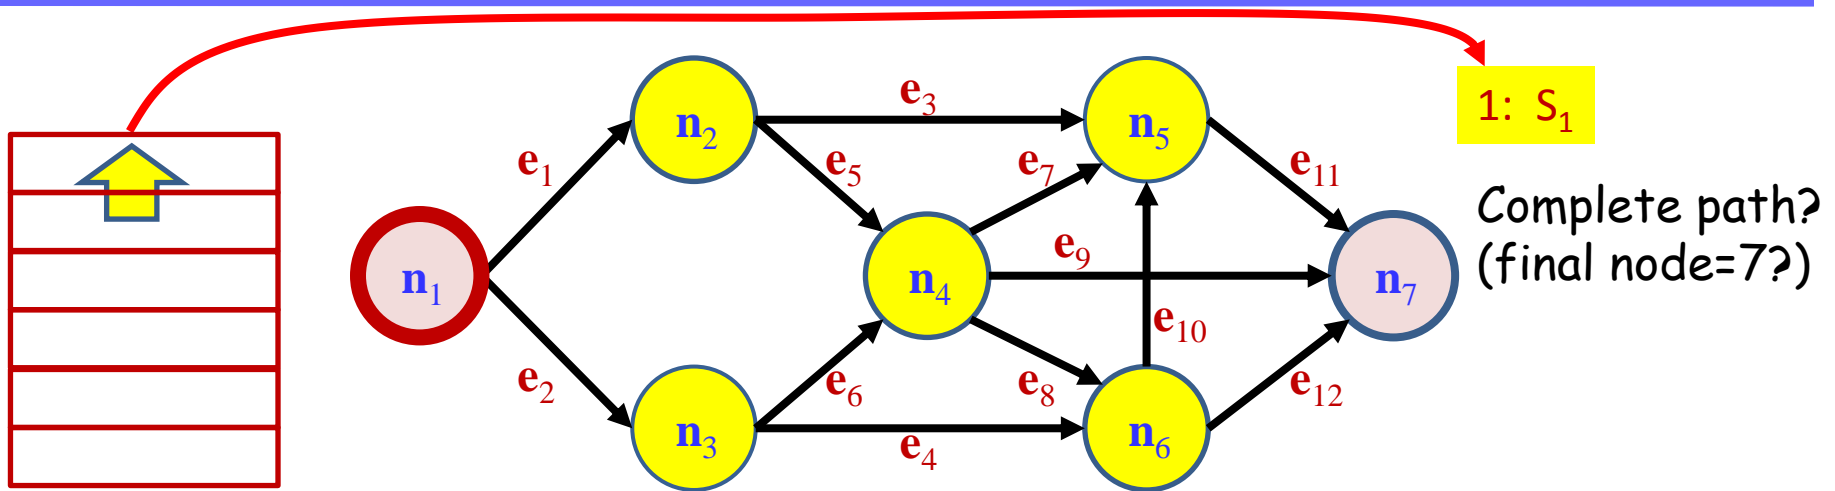 e₃
1: S₁
n₂
n₅
e₁
e₅
e₇
e₁₁
Complete path?
(final node=7?)
e₉
n₁
n₄
n₇
e₁₀
e₂
e₆
e₈
e₁₂
n₃
n₆
e₄